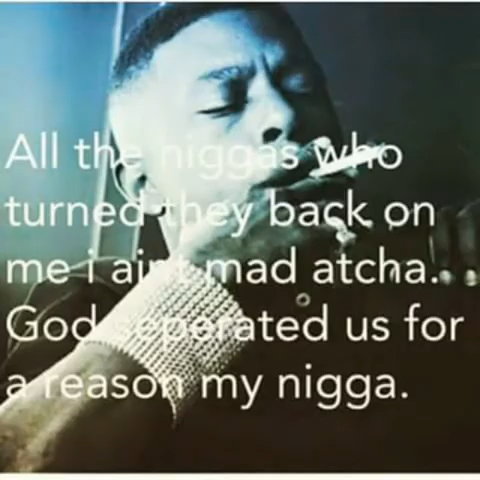 All the niggas who
turned they back on
me i ain't mad atcha..
God seperated us for
a reason my nigga.